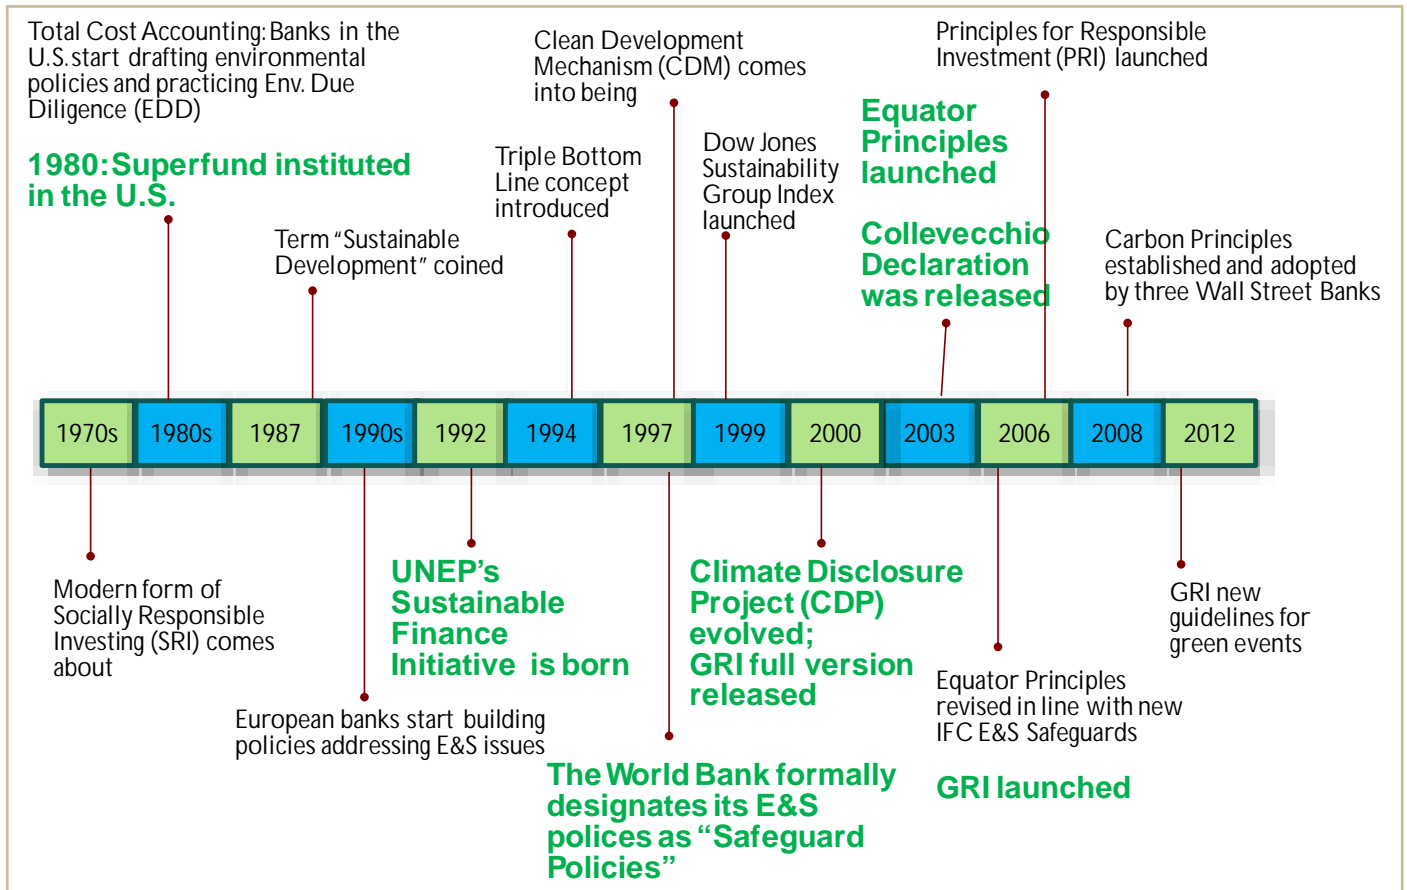 Total Cost Accounting: Banks in the
U.S. start drafting environmental
policies and practicing Env. Due
Diligence (EDD)
1980: Superfund instituted
in the U.S.
Term “Sustainable
Development” coined
Triple Bottom
Line concept
introduced
Clean Development
Mechanism (CDM) comes
into being
Dow Jones
Sustainability
Group Index
launched
Equator
Principles
launched
Collevecchio
Declaration
was released
Principles for Responsible
Investment (PRI) launched
Carbon Principles
established and adopted
by three Wall Street Banks
1970s 1980s 1987 1990s 1992 1994 1997 1999 2000 2003 2006 2008 2012
Modern form of
Socially Responsible
Investing (SRI) comes
about
European banks start building
policies addressing E&S issues
UNEP’s
Sustainable
Finance
Initiative is born
The World Bank formally
designates its E&S
polices as “Safeguard
Policies”
Climate Disclosure
Project (CDP)
evolved;
GRI full version
released
Equator Principles
revised in line with new
IFC E&S Safeguards
GRI launched
GRI new
guidelines for
green events